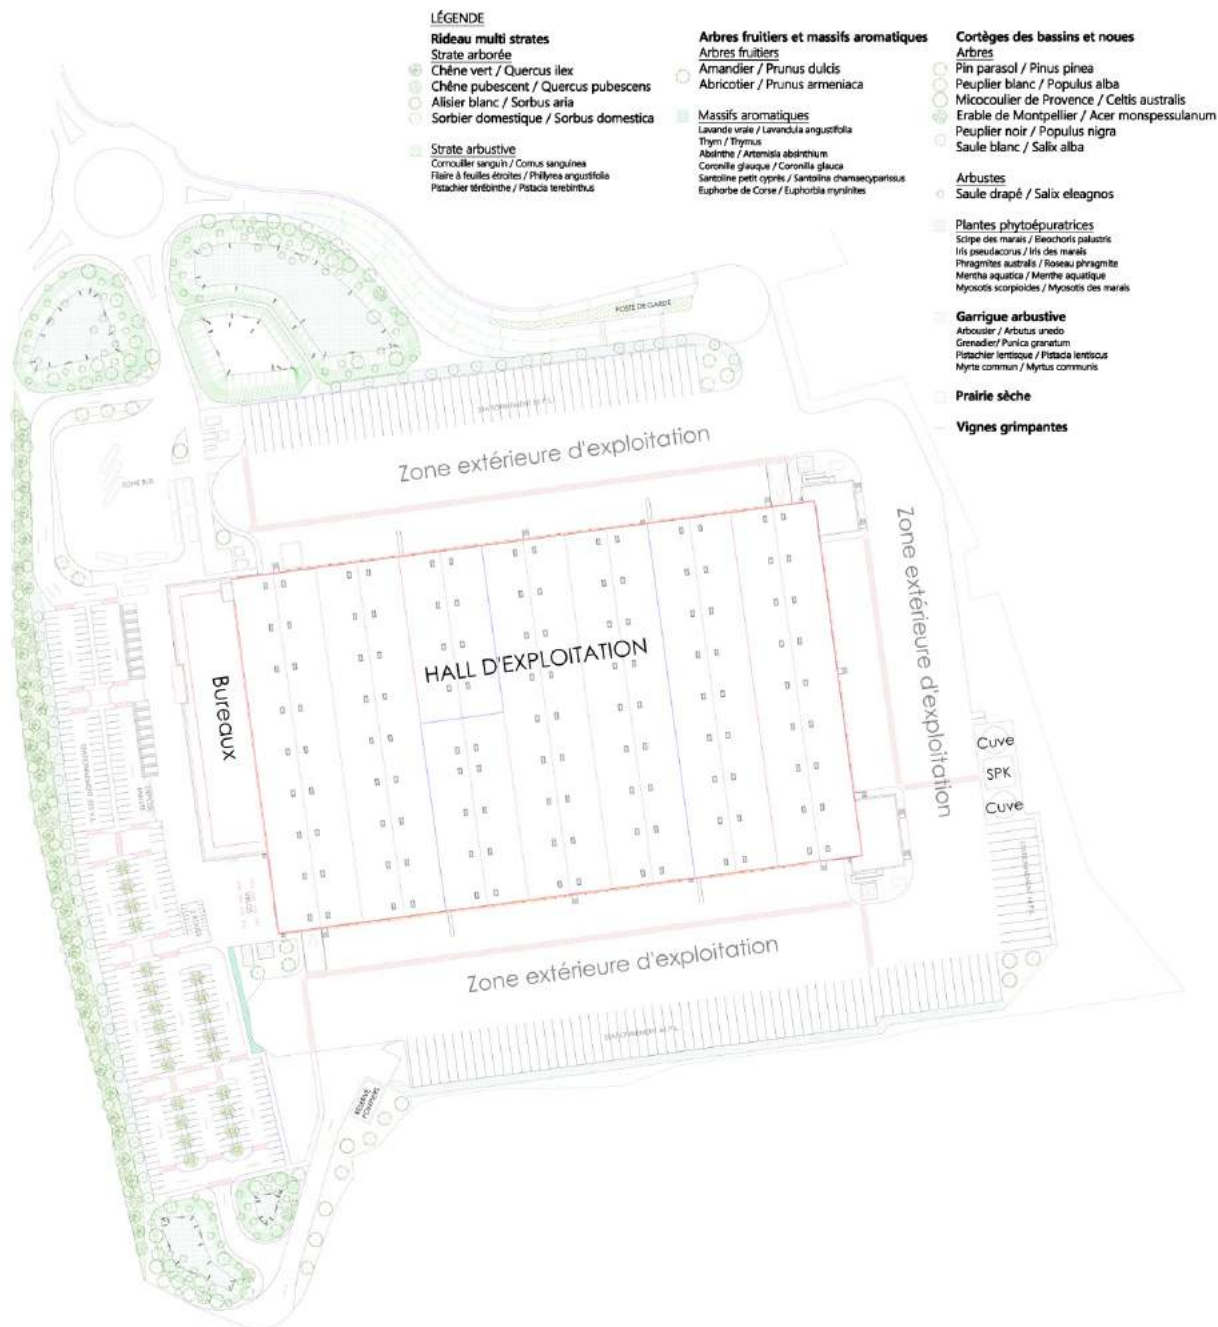 LÉGENDE
Rideau multi strates
Strate arborée
Chêne vert / Quercus ilex
Chêne pubescent / Quercus pubescens
Alisier blanc / Sorbus aria
Sorbier domestique / Sorbus domestica
Strate arbustive
Cornouiller sanguin / Cornus sanguinea
Filaire à feuilles étroites / Phillyrea angustifolia
Pistachier térébinthe / Pistacia terebinthus
Arbres fruitiers et massifs aromatiques
Arbres fruitiers
Amandier / Prunus dulcis
Abricotier / Prunus armeniaca
Massifs aromatiques
Lavande vraie / Lavandula angustifolia
Thym / Thymus
Absinthe / Artemisia absinthium
Coronille glauque / Coronilla glauca
Santoline petit cyprès / Santolina chamaecyparissus
Euphorbe de Corse / Euphorbia myrsinites
Cortèges des bassins et noues
Arbres
Pin parasol / Pinus pinea
Peuplier blanc / Populus alba
Micocoulier de Provence / Celtis australis
Erable de Montpellier / Acer monspessulanum
Peuplier noir / Populus nigra
Saule blanc / Salix alba
Arbustes
Saule drapé / Salix eleagnos
Plantes phytoépuratrices
Scirpe des marais / Eleocharis palustris
Iris pseudacorus / Iris des marais
Phragmites australis / Roseau phragmite
Mentha aquatica / Menthe aquatique
Myosotis scorpioides / Myosotis des marais
Garrigue arbustive
Arbousier / Arbutus unedo
Grenadier/ Punica granatum
Pistachier lentisque / Pistacia lentiscus
Myrte commun / Myrtus communis
Prairie sèche
Vignes grimpantes
POSTE DE GARDE
Zone extérieure d'exploitation
ZONE BUS
Zone extérieure d'exploitation
HALL D'EXPLOITATION
Bureaux
Cuve
SPK
Cuve
VELOS
2 ROUES
Zone extérieure d'exploitation
RESERVE
POMPIERS